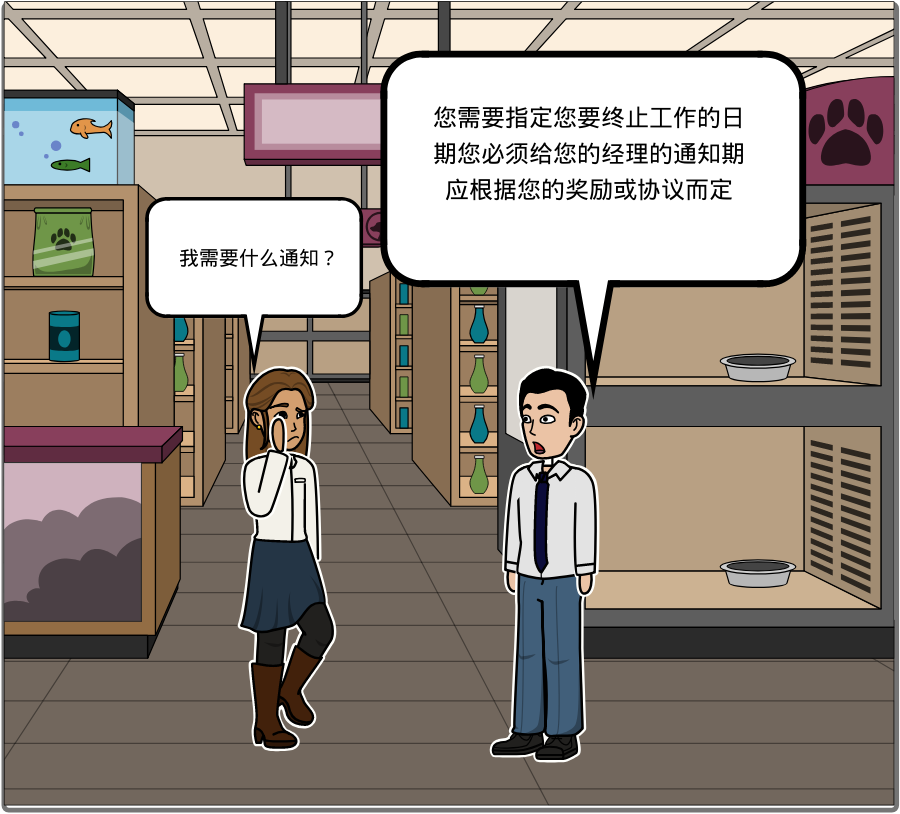 我需要什么通知？
您需要指定您要终止工作的日
期您必须给您的经理的通知期
应根据您的奖励或协议而定